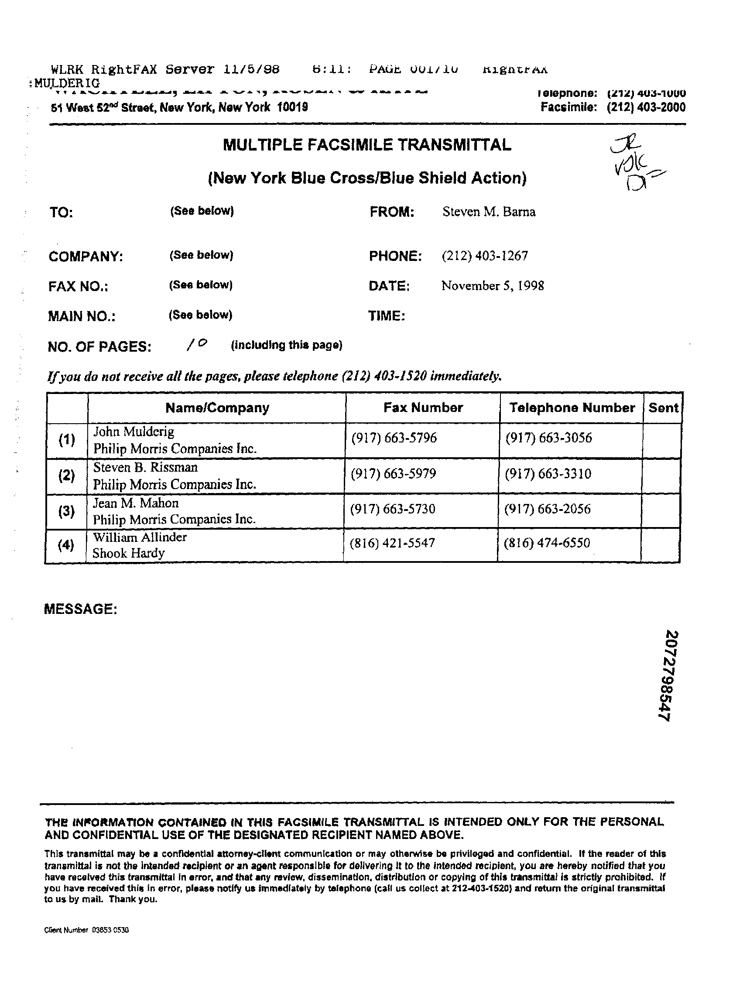 WLRK RightFAX Server 11/5/98 6:11: PAGE 001/10 RightFAX
:MULDERIG
Telephone: (212) 403-1000
51 West 52nd Street, New York, New York 10019 Facsimile: (212) 403-2000
MULTIPLE FACSIMILE TRANSMITTAL
(New York Blue Cross/Blue Shield Action)
TO: (See below) FROM: Steven M. Barna
COMPANY: (See below) PHONE: (212) 403-1267
FAX NO.: (See below) DATE: November 5, 1998
MAIN NO.: (See below) TIME:
NO. OF PAGES: 10 (including this page)
If you do not receive all the pages, please telephone (212) 403-1520 immediately.
Name/Company Fax Number Telephone Number Sent
(1) John Mulderig (917) 663-5796 (917) 663-3056
Philip Morris Companies Inc.
(2) Steven B. Rissman (917) 663-5979 (917) 663-3310
Philip Morris Companies Inc.
(3) Jean M. Mahon (917) 663-5730 (917) 663-2056
Philip Morris Companies Inc.
(4) William Allinder (816) 421-5547 (816) 474-6550
Shook Hardy
MESSAGE:
2072798547
THE INFORMATION CONTAINED IN THIS FACSIMILE TRANSMITTAL IS INTENDED ONLY FOR THE PERSONAL
AND CONFIDENTIAL USE OF THE DESIGNATED RECIPIENT NAMED ABOVE.
This transmittal may be a confidential attorney-client communication or may otherwise be privileged and confidential. If the reader of this
transmittal is not the intended recipient or an agent responsible for delivering it to the intended recipient, you are hereby notified that you
have received this transmittal in error, and that any review, dissemination, distribution or copying of this transmittal is strictly prohibited. If
you have received this in error, please notify us immediately by telephone (call us collect at 212-403-1520) and return the original transmittal
to us by mail. Thank you.
Client Number 03853 0530